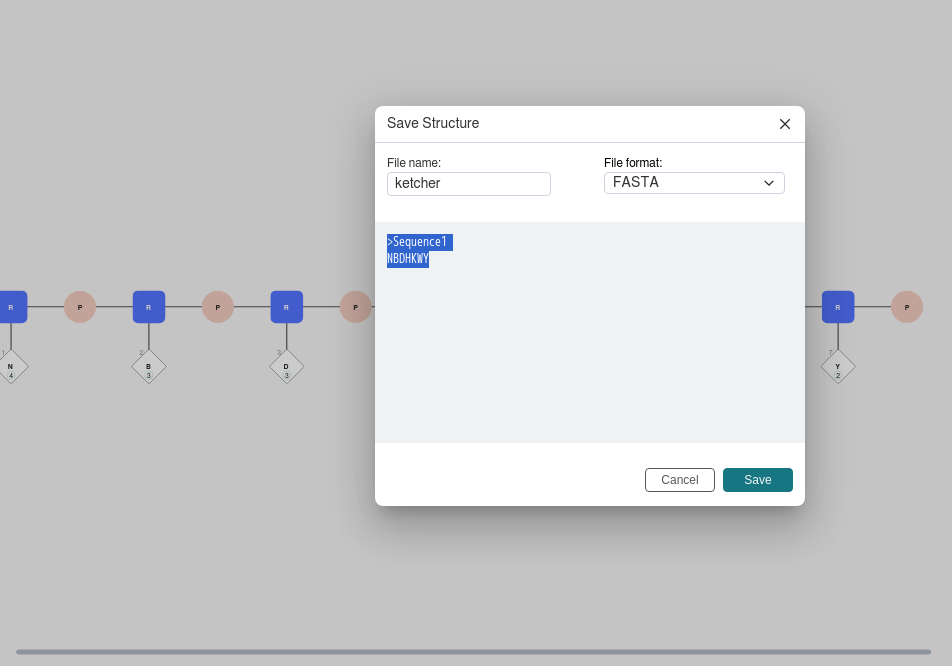 Save Structure
File name:
File format:
ketcher
FASTA
>Sequence1
NBDHKWY
R P R P R P R P
1 2 3 7
N B D Y
4 3 3 2
Cancel
Save